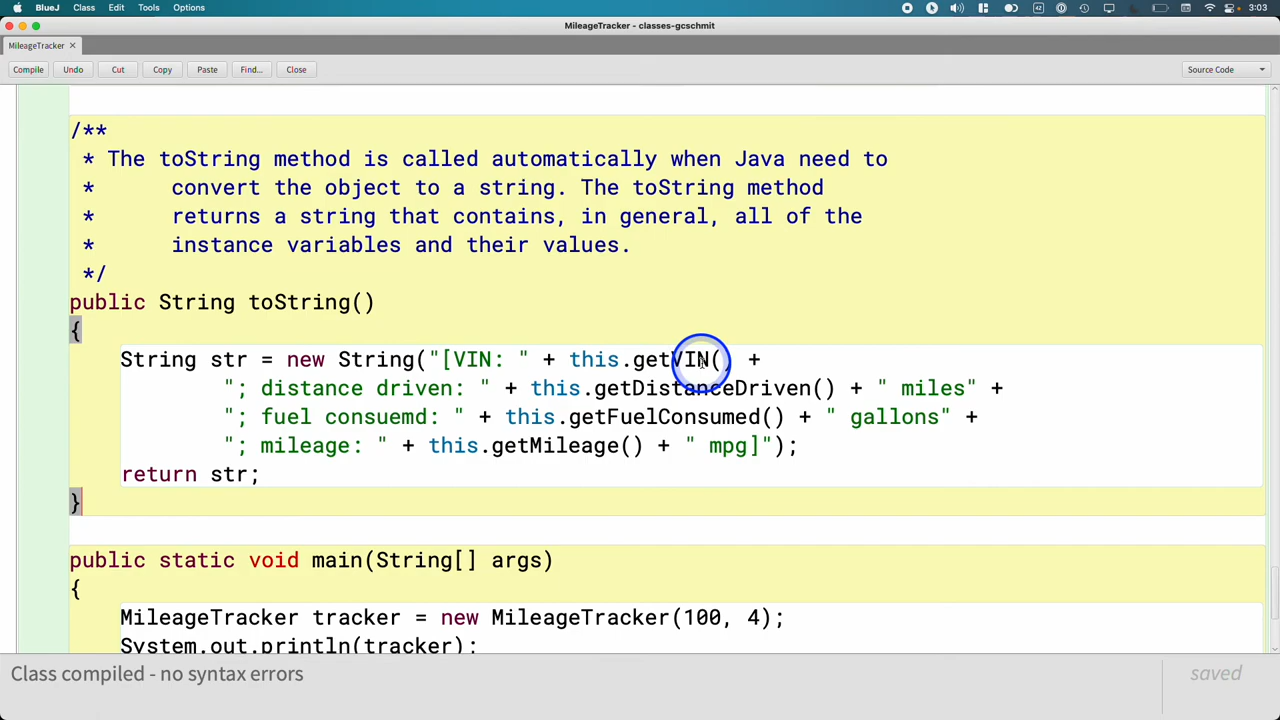 BlueJ Class Edit Tools Options 3:03
MileageTracker - classes-gcschmit
MileageTracker ×
Compile Undo Cut Copy Paste Find... Close Source Code
/**
* The toString method is called automatically when Java need to
* convert the object to a string. The toString method
* returns a string that contains, in general, all of the
* instance variables and their values.
*/
public String toString()
{
String str = new String("[VIN: " + this.getVIN() +
"; distance driven: " + this.getDistanceDriven() + " miles" +
"; fuel consuemd: " + this.getFuelConsumed() + " gallons" +
"; mileage: " + this.getMileage() + " mpg]");
return str;
}
public static void main(String[] args)
{
MileageTracker tracker = new MileageTracker(100, 4);
System.out.println(tracker);
Class compiled - no syntax errors
saved